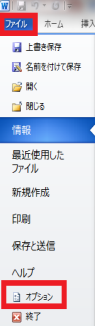 ファイル ホーム 挿入
上書き保存
名前を付けて保存
開く
閉じる
情報
最近使用した
ファイル
新規作成
印刷
保存と送信
ヘルプ
オプション
終了